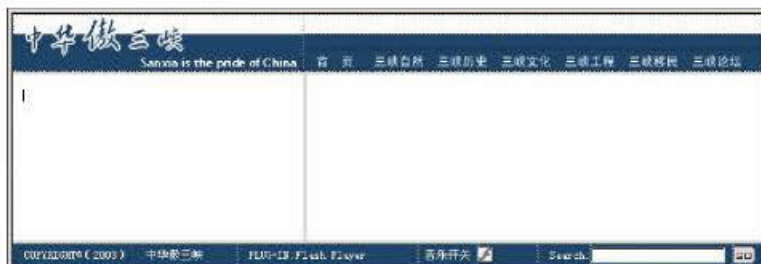 中华傲三峡
Sanxia is the pride of China 首 页 三峡自然 三峡历史 三峡文化 三峡工程 三峡移民 三峡论坛
COPYRIGHT©(2003) 中华傲三峡 PLUG-IN:Flash Player 音乐开关 Search: GO